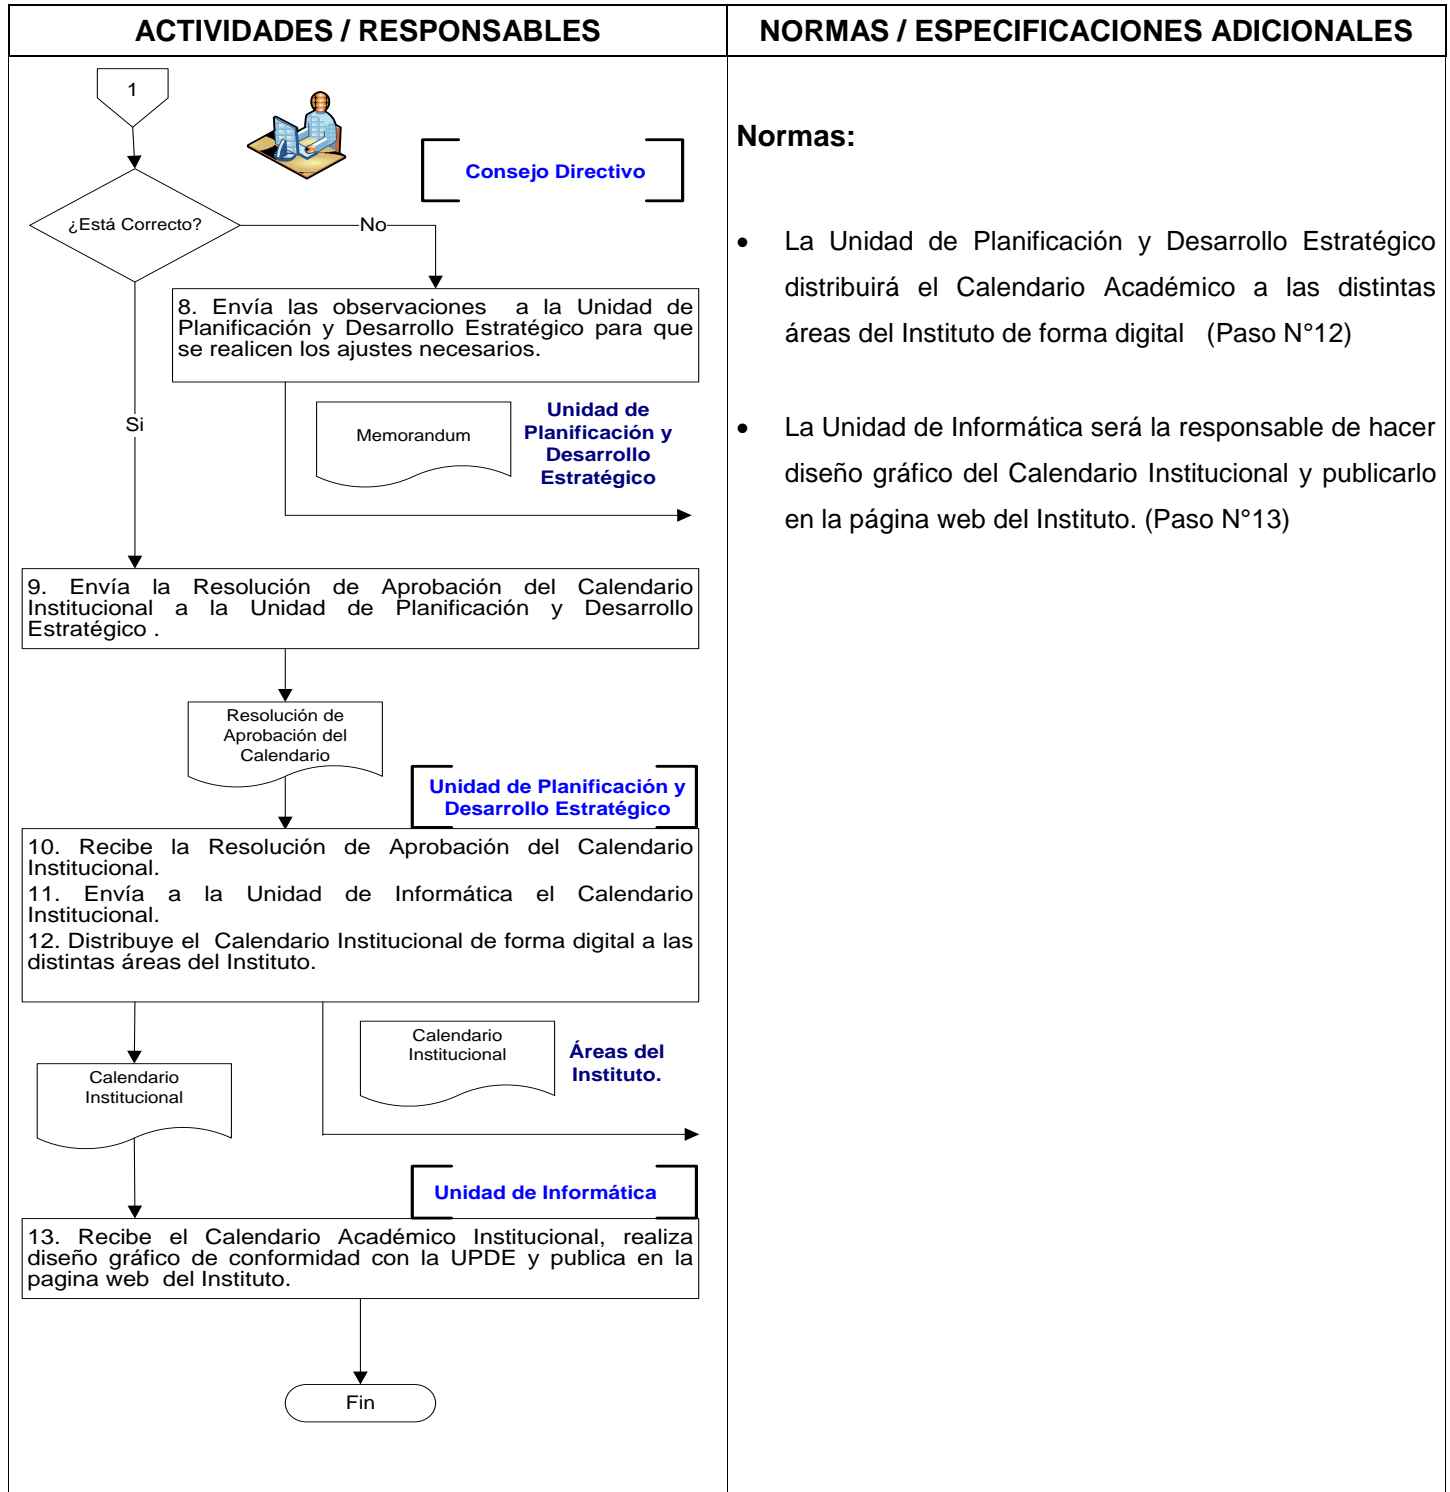 ACTIVIDADES / RESPONSABLES
NORMAS / ESPECIFICACIONES ADICIONALES
1
Consejo Directivo
¿Está Correcto?
No
8. Envía las observaciones a la Unidad de
Planificación y Desarrollo Estratégico para que
se realicen los ajustes necesarios.
Si
Memorandum
Unidad de
Planificación y
Desarrollo
Estratégico
9. Envía la Resolución de Aprobación del Calendario
Institucional a la Unidad de Planificación y Desarrollo
Estratégico .
Resolución de
Aprobación del
Calendario
Unidad de Planificación y
Desarrollo Estratégico
10. Recibe la Resolución de Aprobación del Calendario
Institucional.
11. Envía a la Unidad de Informática el Calendario
Institucional.
12. Distribuye el Calendario Institucional de forma digital a las
distintas áreas del Instituto.
Calendario
Institucional
Áreas del
Instituto.
Calendario
Institucional
Unidad de Informática
13. Recibe el Calendario Académico Institucional, realiza
diseño gráfico de conformidad con la UPDE y publica en la
pagina web del Instituto.
Fin
Normas:
• La Unidad de Planificación y Desarrollo Estratégico
distribuirá el Calendario Académico a las distintas
áreas del Instituto de forma digital (Paso N°12)
• La Unidad de Informática será la responsable de hacer
diseño gráfico del Calendario Institucional y publicarlo
en la página web del Instituto. (Paso N°13)